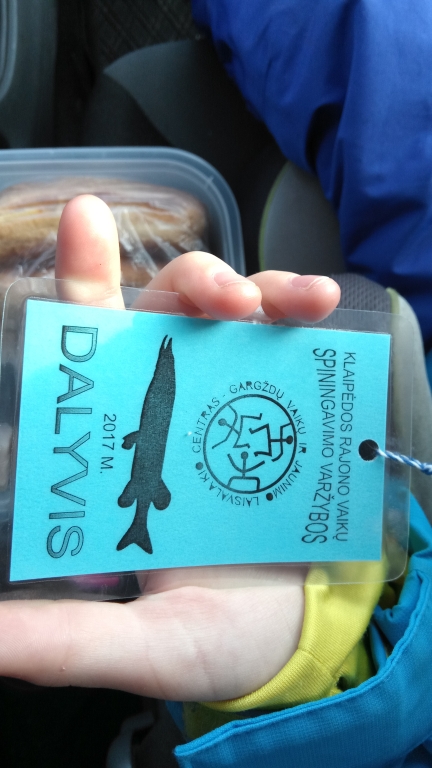 KLAIPĖDOS RAJONO VAIKŲ
SPININGAVIMO VARŽYBOS
GARGŽDŲ VAIKŲ IR JAUNIMO LAISVALAIKIO CENTRAS -
2017 M.
DALYVIS